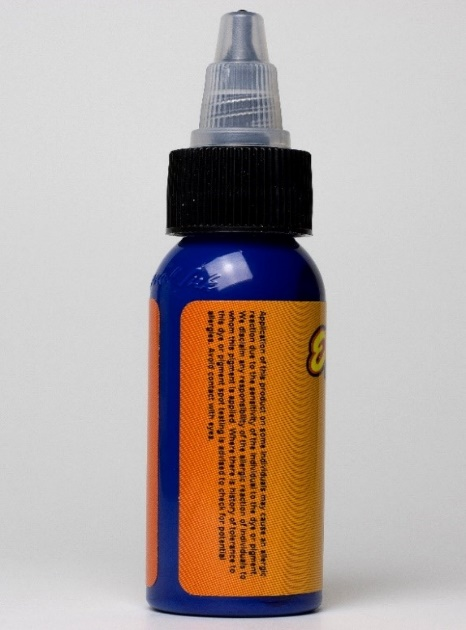 Application of this product on some individuals may cause an allergic
reaction due to the sensitivity of the individual to the dye or pigment.
We disclaim any responsibility of the allergic reaction of individuals to
whom this pigment is applied. Where there is history of tolerance to
this dye or pigment spot testing is advised to check for potential
allergies. Avoid contact with eyes.
E